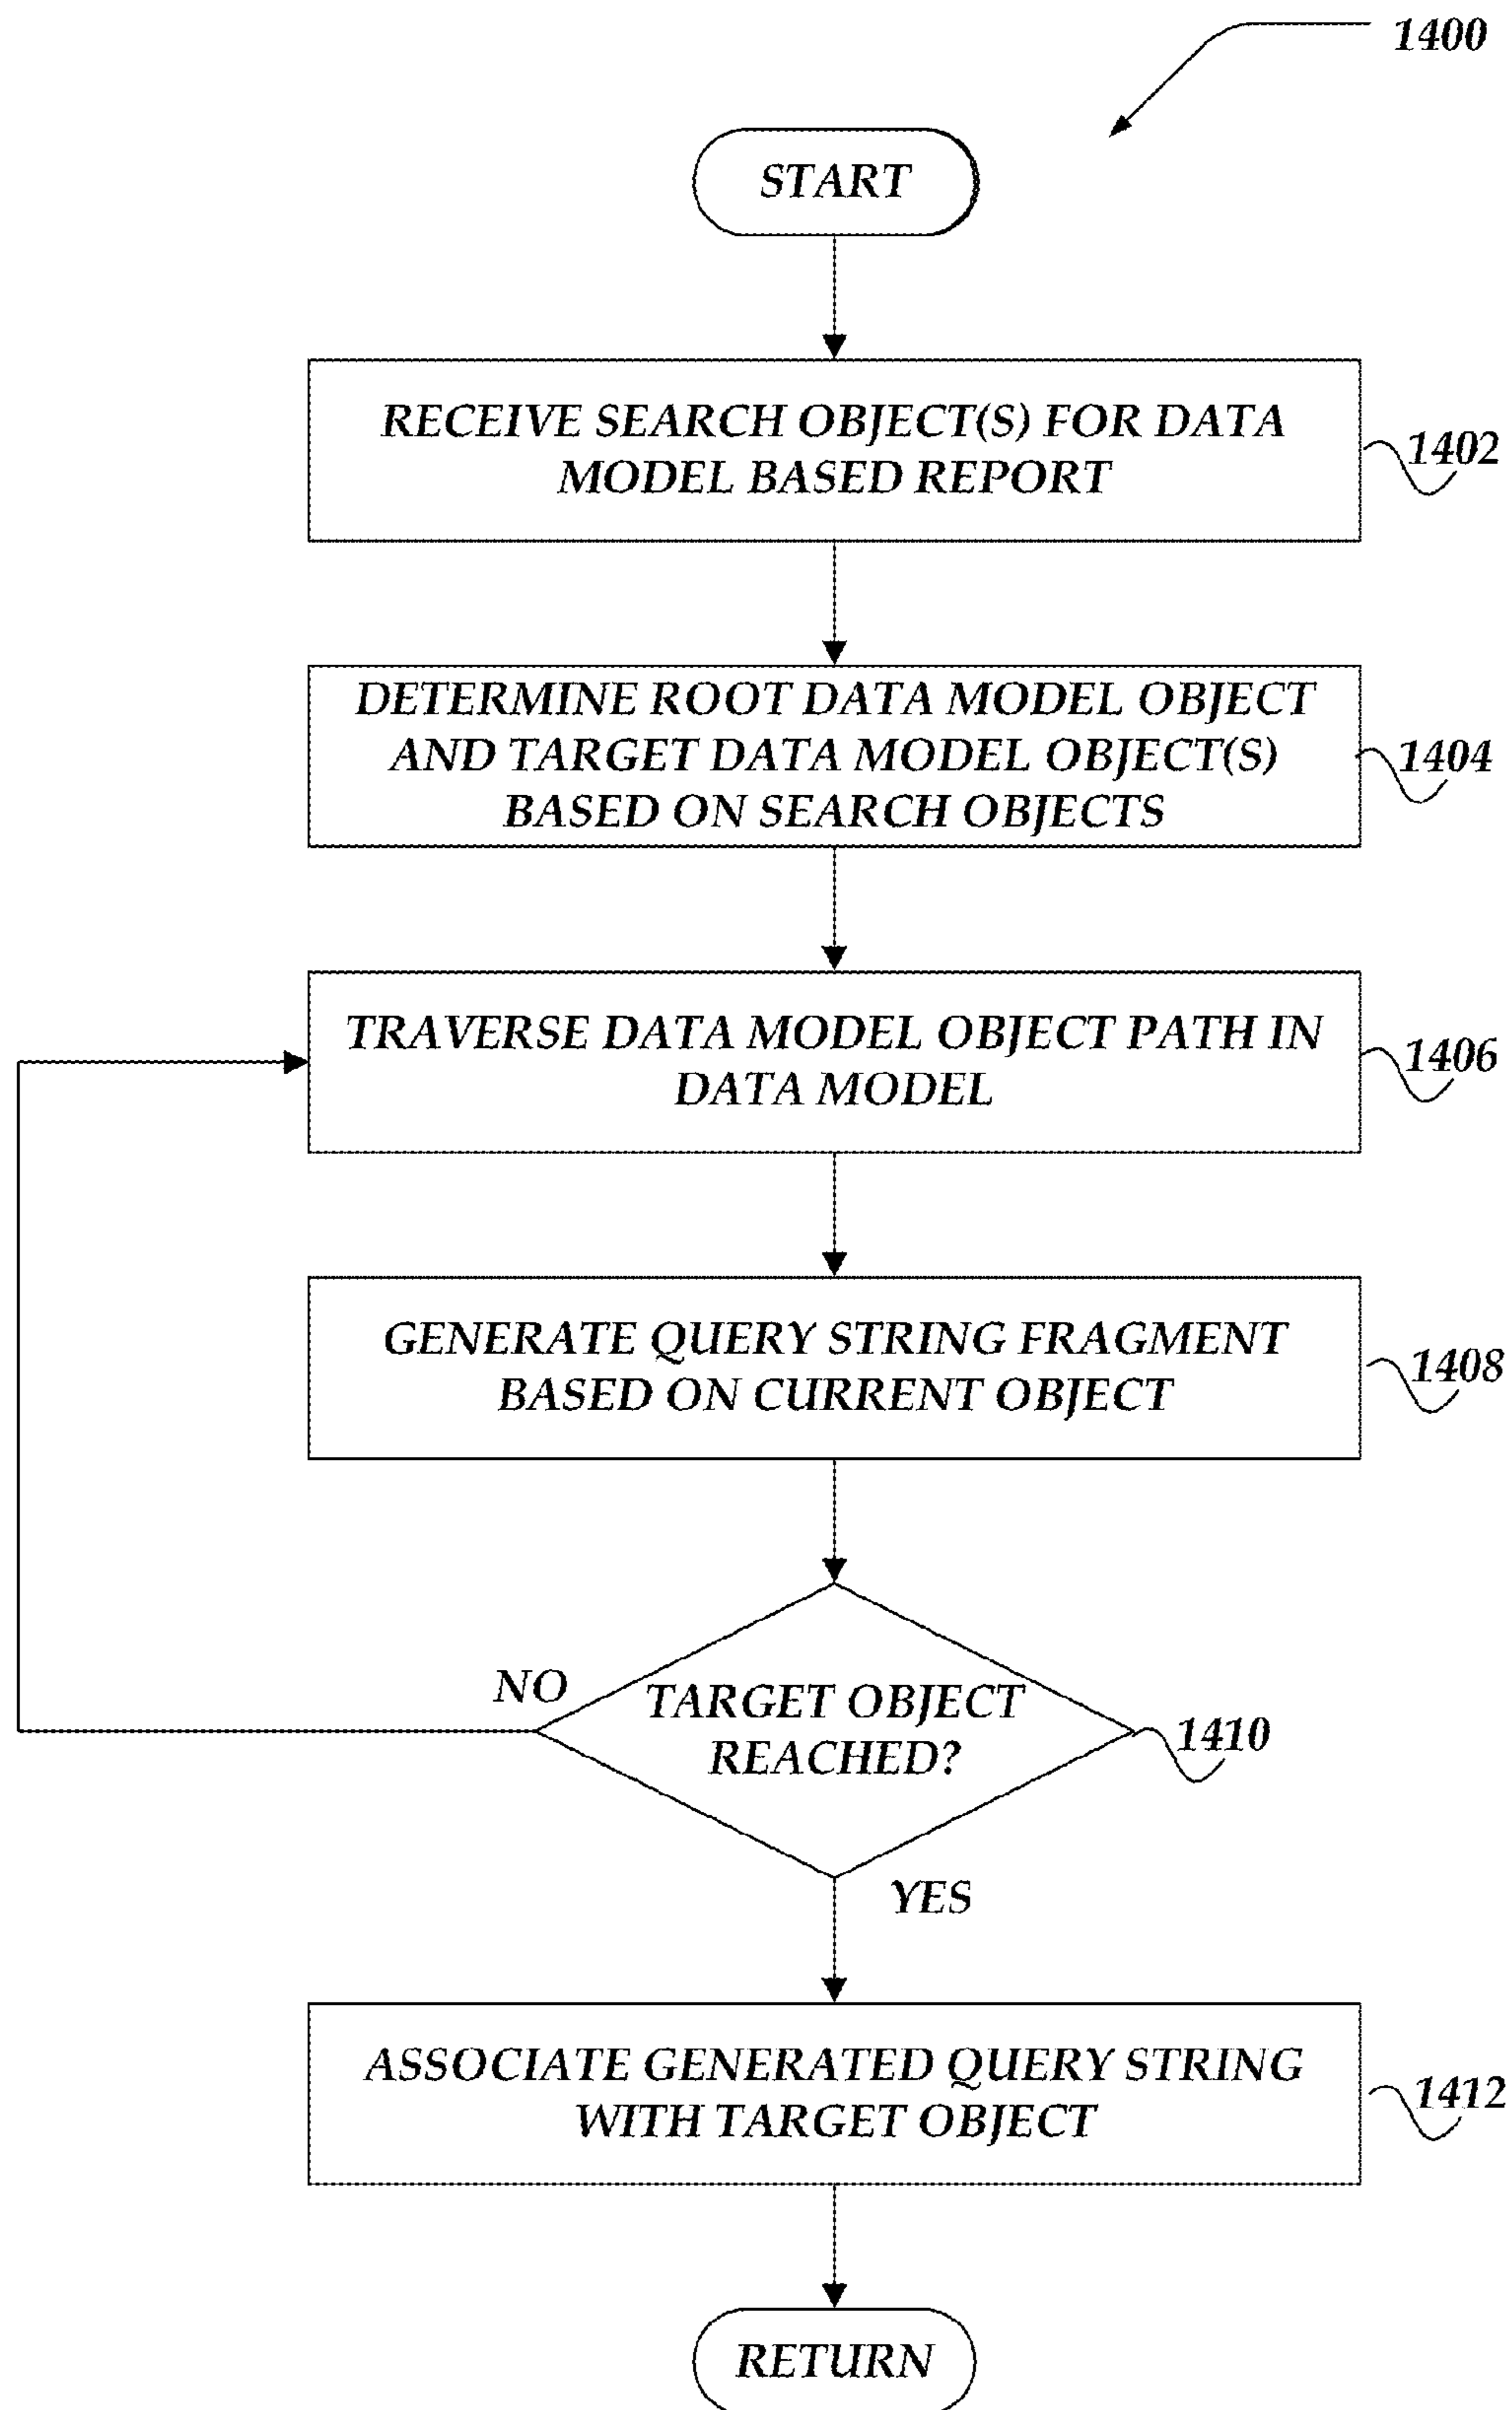 1400
START
RECEIVE SEARCH OBJECT(S) FOR DATA
MODEL BASED REPORT
1402
DETERMINE ROOT DATA MODEL OBJECT
AND TARGET DATA MODEL OBJECT(S)
BASED ON SEARCH OBJECTS
1404
TRAVERSE DATA MODEL OBJECT PATH IN
DATA MODEL
1406
GENERATE QUERY STRING FRAGMENT
BASED ON CURRENT OBJECT
1408
NO
TARGET OBJECT
REACHED?
1410
YES
ASSOCIATE GENERATED QUERY STRING
WITH TARGET OBJECT
1412
RETURN